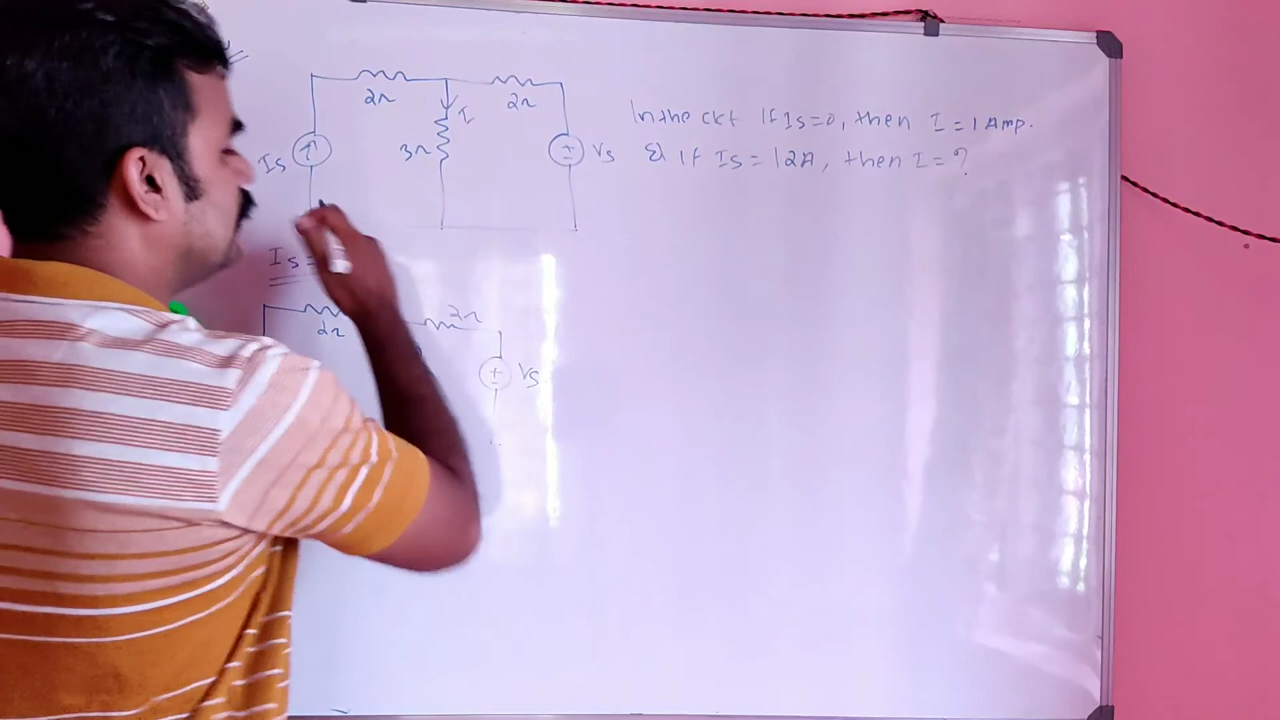 2Ω
2Ω
I
3Ω
Is
Vs
In the ckt If Is=0, then I = 1 Amp.
& If Is = 12A, then I = ?
Is =
2Ω
2Ω
Vs